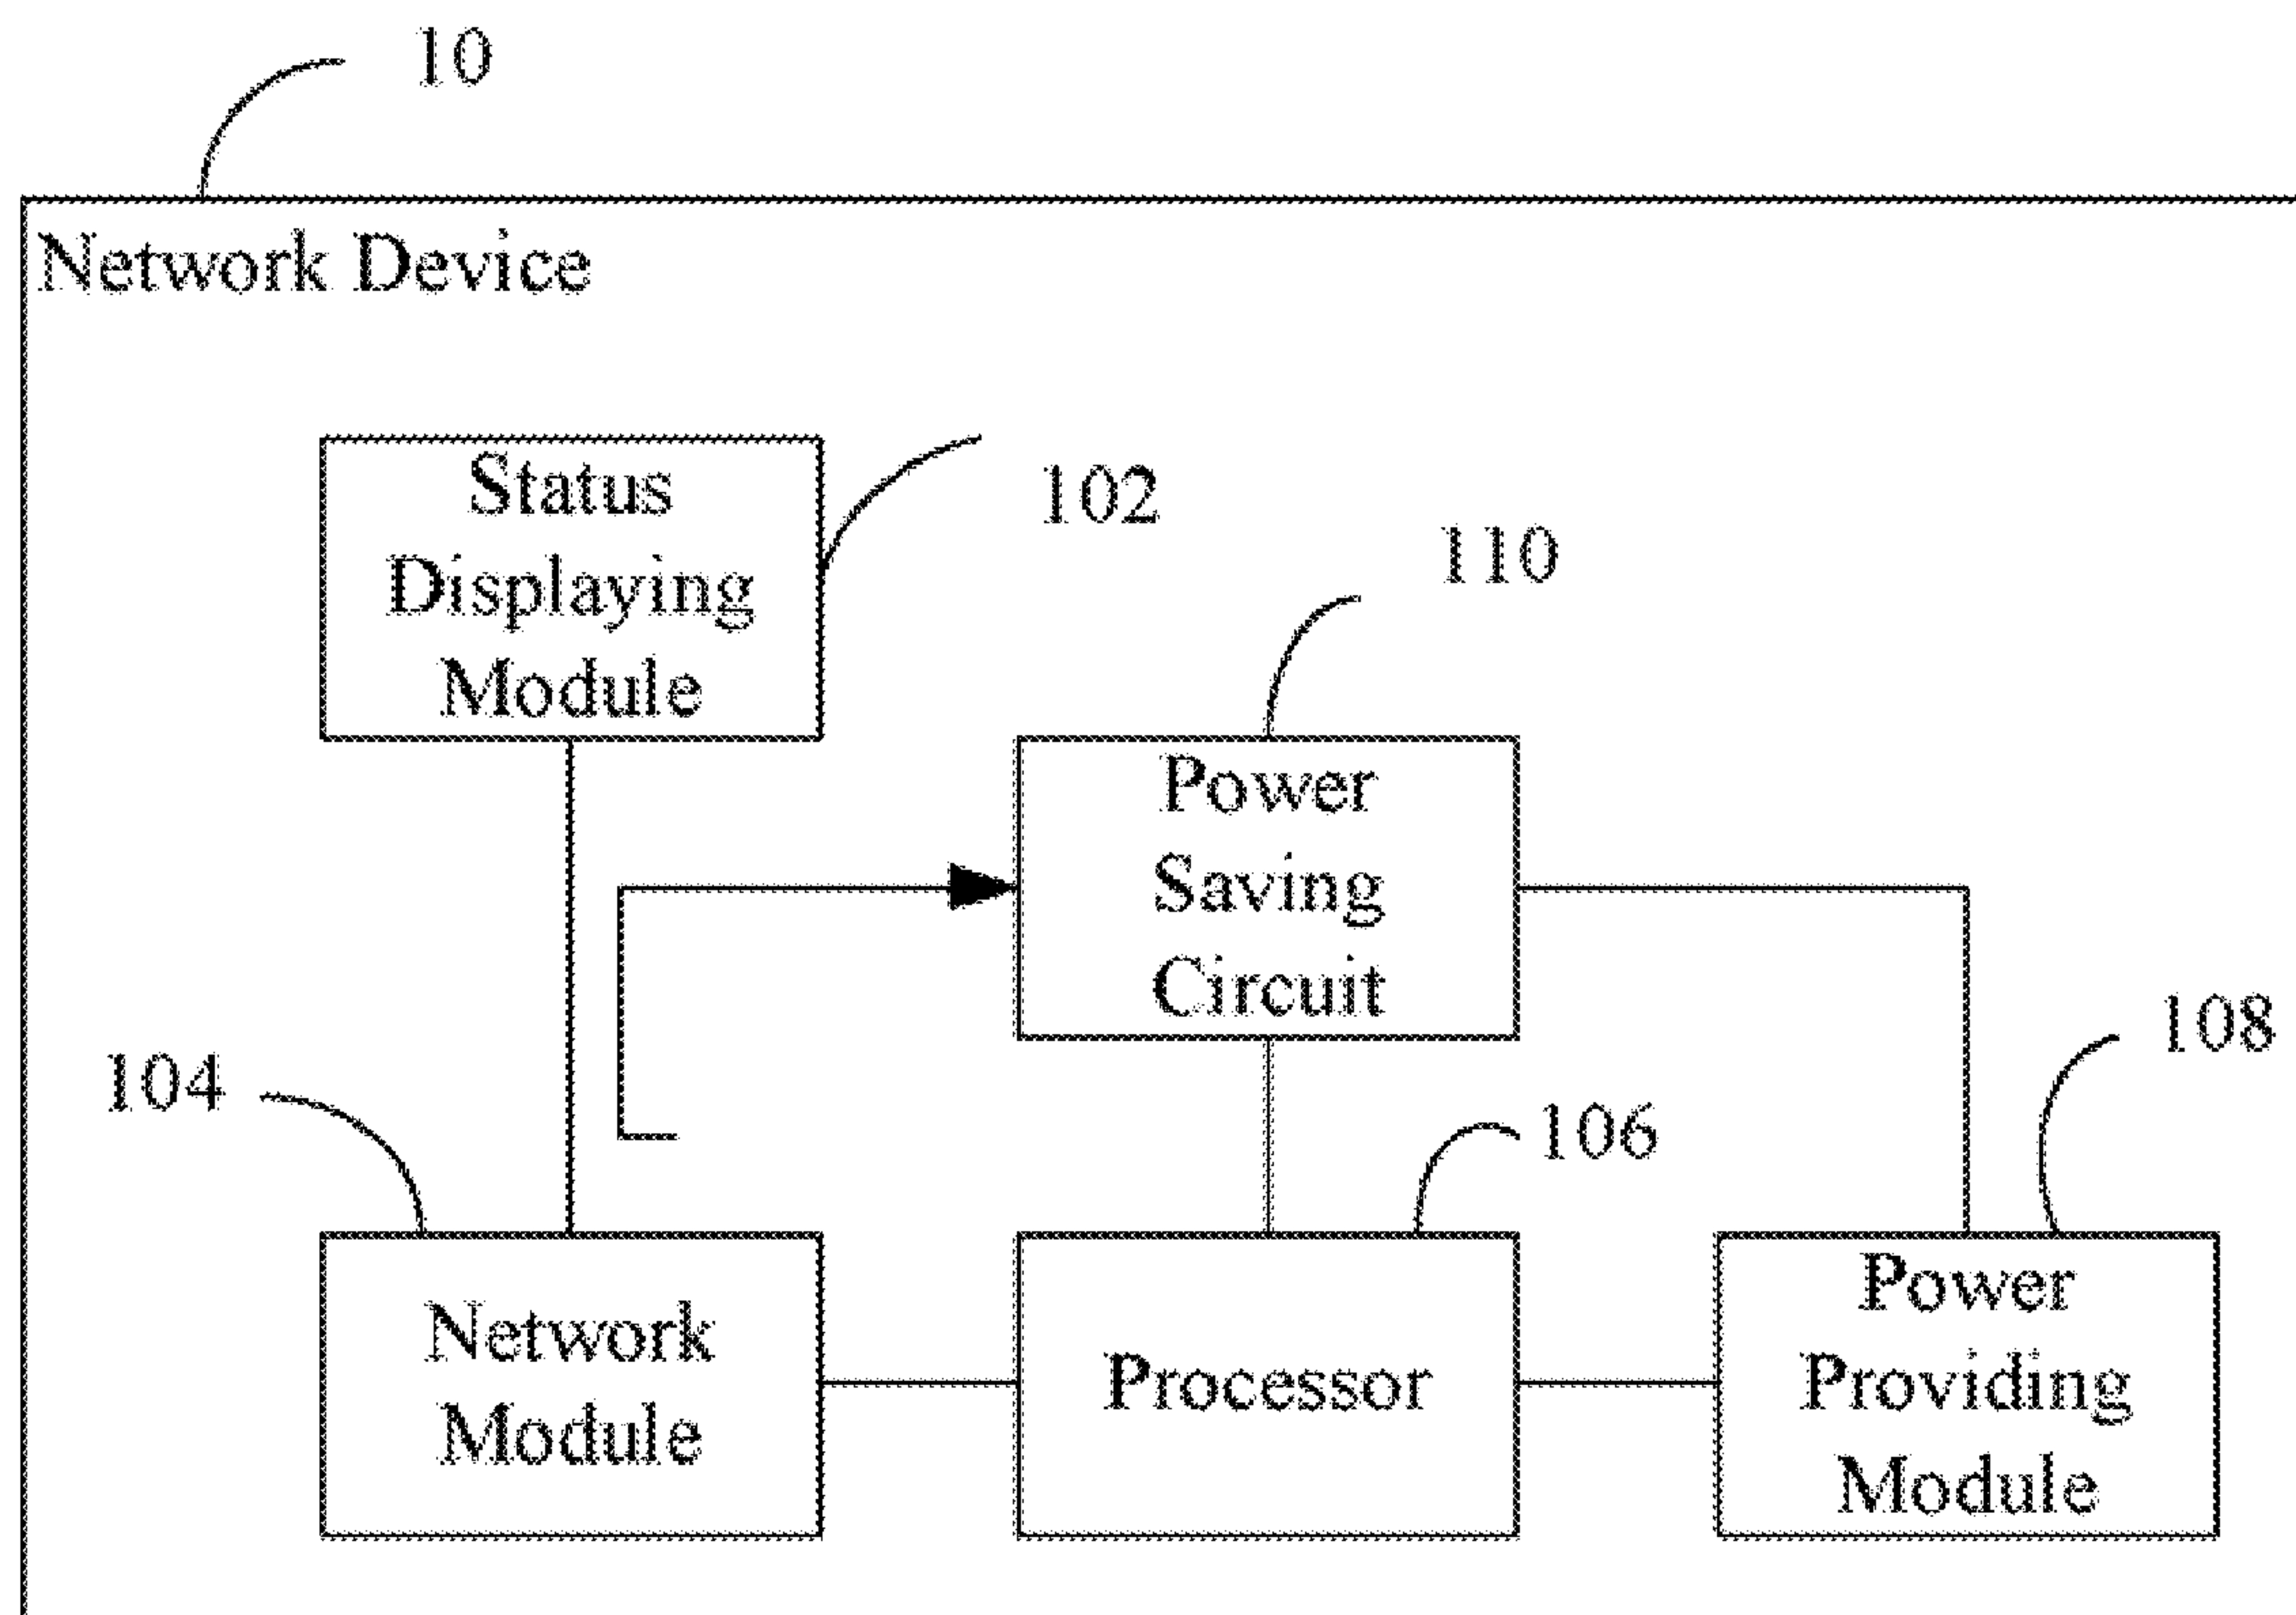 10
Network Device
Status
Displaying
Module
102
110
Power
Saving
Circuit
108
104
106
Network
Module
Processor
Power
Providing
Module